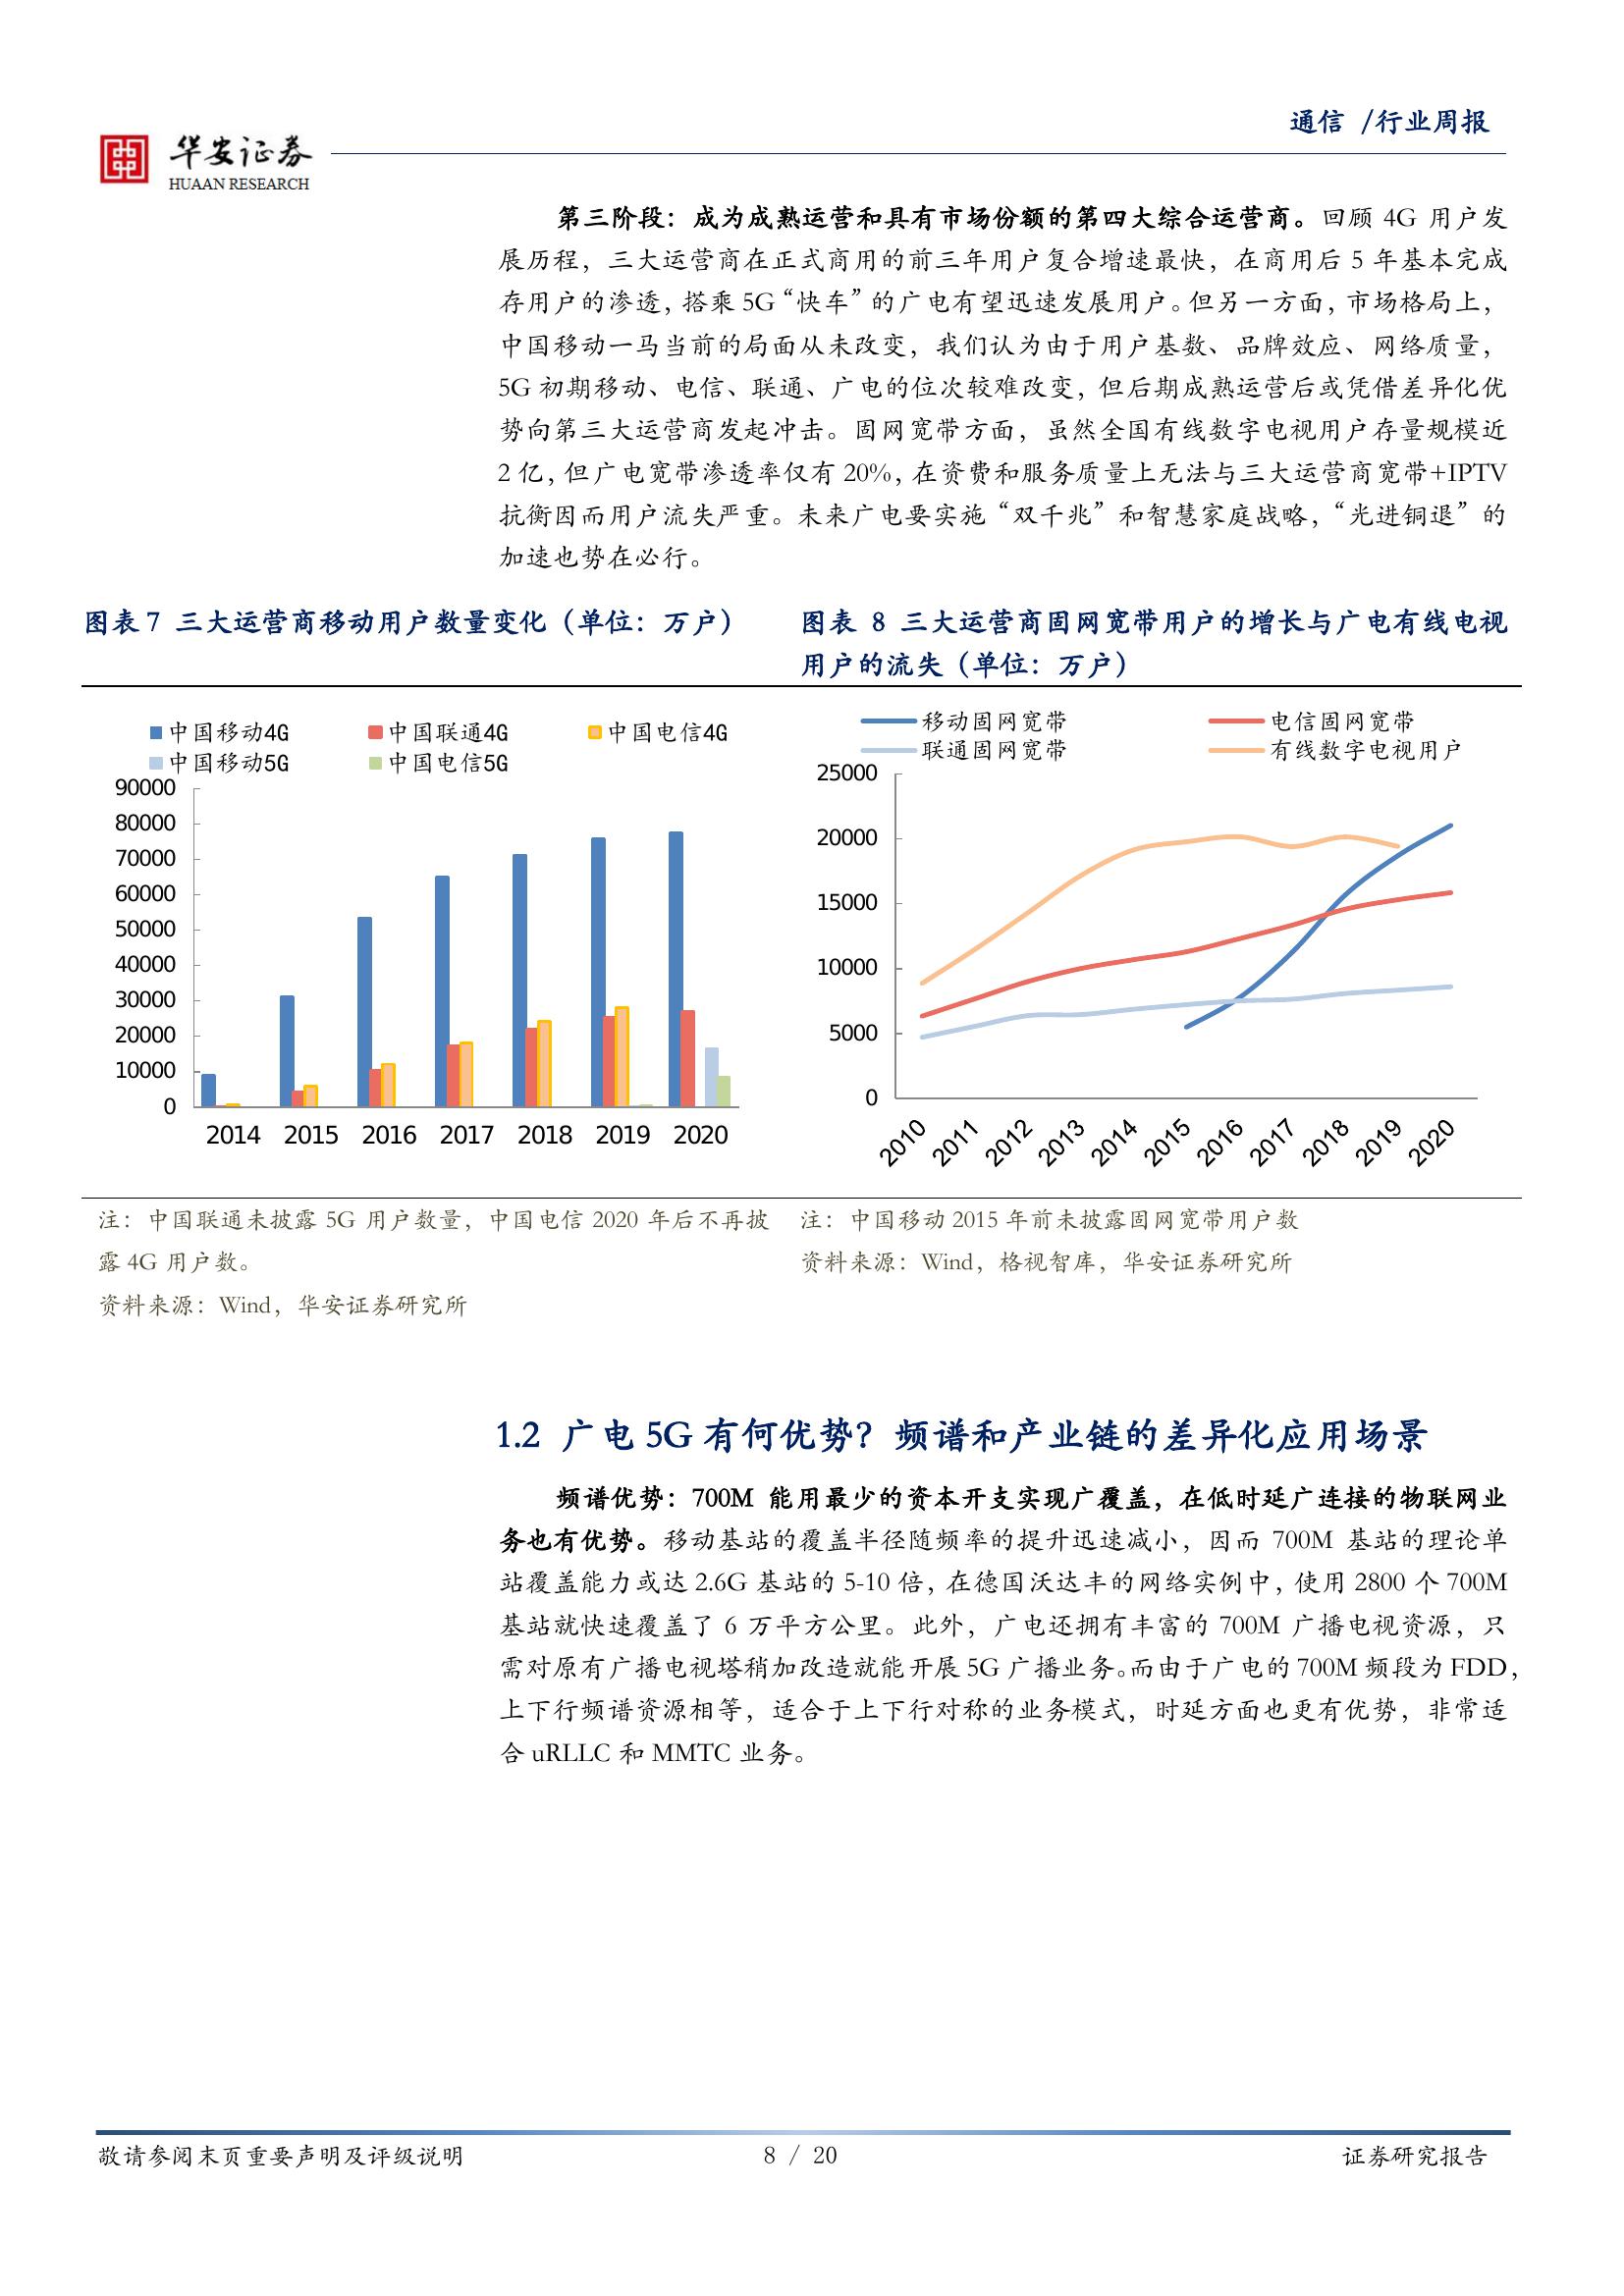 通信 /行业周报
华安证券
HUAAN RESEARCH
第三阶段：成为成熟运营和具有市场份额的第四大综合运营商。回顾 4G 用户发
展历程，三大运营商在正式商用的前三年用户复合增速最快，在商用后 5 年基本完成
存用户的渗透，搭乘 5G“快车”的广电有望迅速发展用户。但另一方面，市场格局上，
中国移动一马当前的局面从未改变，我们认为由于用户基数、品牌效应、网络质量，
5G 初期移动、电信、联通、广电的位次较难改变，但后期成熟运营后或凭借差异化优
势向第三大运营商发起冲击。固网宽带方面，虽然全国有线数字电视用户存量规模近
2 亿，但广电宽带渗透率仅有 20%，在资费和服务质量上无法与三大运营商宽带+IPTV
抗衡因而用户流失严重。未来广电要实施“双千兆”和智慧家庭战略，“光进铜退”的
加速也势在必行。
图表 7 三大运营商移动用户数量变化（单位：万户）
中国移动4G 中国联通4G 中国电信4G
中国移动5G 中国电信5G
90000
80000
70000
60000
50000
40000
30000
20000
10000
0
2014 2015 2016 2017 2018 2019 2020
注：中国联通未披露 5G 用户数量，中国电信 2020 年后不再披
露 4G 用户数。
资料来源：Wind，华安证券研究所
图表 8 三大运营商固网宽带用户的增长与广电有线电视
用户的流失（单位：万户）
移动固网宽带 电信固网宽带
联通固网宽带 有线数字电视用户
25000
20000
15000
10000
5000
0
2010 2011 2012 2013 2014 2015 2016 2017 2018 2019 2020
注：中国移动 2015 年前未披露固网宽带用户数
资料来源：Wind，格视智库，华安证券研究所
1.2 广电 5G 有何优势？频谱和产业链的差异化应用场景
频谱优势：700M 能用最少的资本开支实现广覆盖，在低时延广连接的物联网业
务也有优势。移动基站的覆盖半径随频率的提升迅速减小，因而 700M 基站的理论单
站覆盖能力或达 2.6G 基站的 5-10 倍，在德国沃达丰的网络实例中，使用 2800 个 700M
基站就快速覆盖了 6 万平方公里。此外，广电还拥有丰富的 700M 广播电视资源，只
需对原有广播电视塔稍加改造就能开展 5G 广播业务。而由于广电的 700M 频段为 FDD，
上下行频谱资源相等，适合于上下行对称的业务模式，时延方面也更有优势，非常适
合 uRLLC 和 MMTC 业务。
敬请参阅末页重要声明及评级说明 8 / 20 证券研究报告